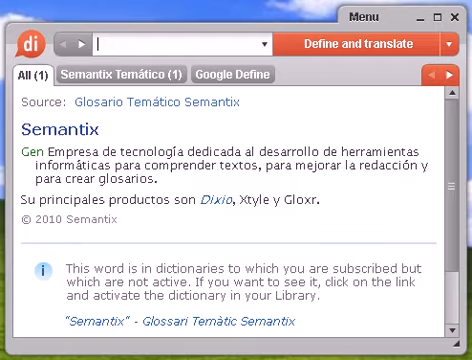 Menu
di
Define and translate
All (1)
Semantix Temático (1)
Google Define
Source: Glosario Temático Semantix
Semantix
Gen Empresa de tecnología dedicada al desarrollo de herramientas
informáticas para comprender textos, para mejorar la redacción y
para crear glosarios.
Su principales productos son Dixio, Xtyle y Gloxr.
© 2010 Semantix
i
This word is in dictionaries to which you are subscribed but
which are not active. If you want to see it, click on the link
and activate the dictionary in your Library.
"Semantix" - Glossari Temàtic Semantix